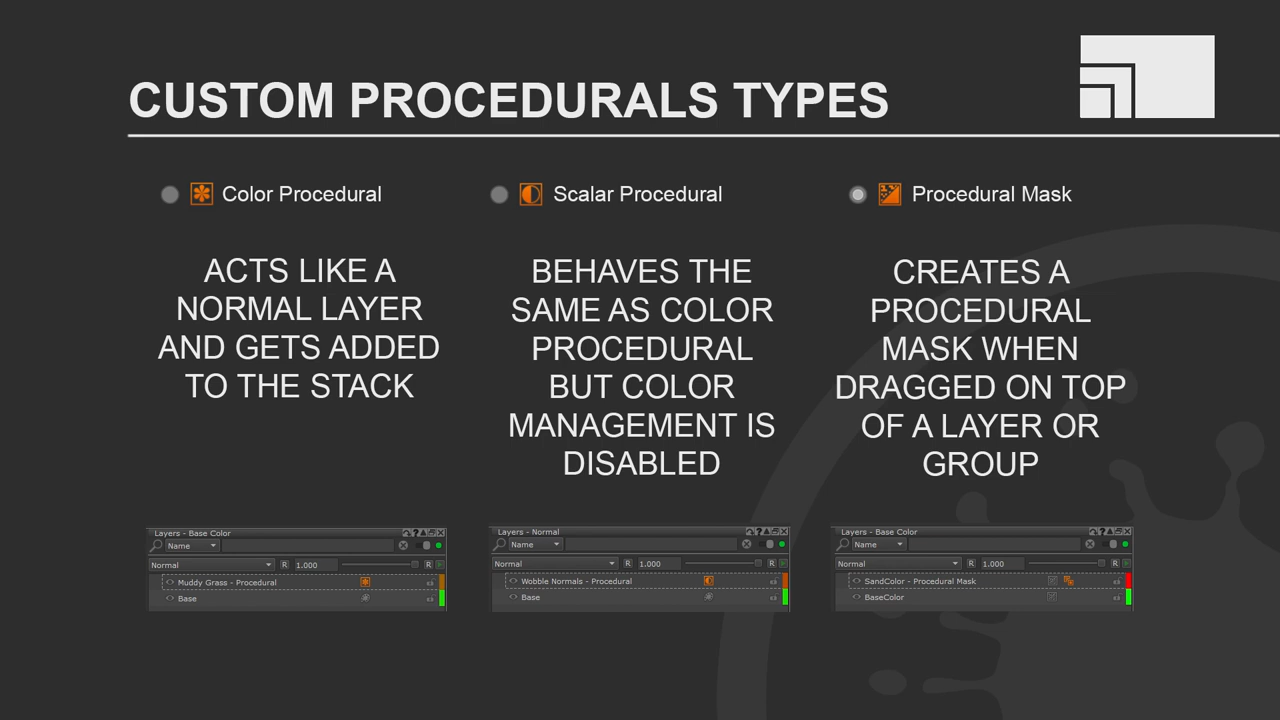 CUSTOM PROCEDURALS TYPES
Color Procedural
ACTS LIKE A
NORMAL LAYER
AND GETS ADDED
TO THE STACK
Scalar Procedural
BEHAVES THE
SAME AS COLOR
PROCEDURAL
BUT COLOR
MANAGEMENT IS
DISABLED
Procedural Mask
CREATES A
PROCEDURAL
MASK WHEN
DRAGGED ON TOP
OF A LAYER OR
GROUP
Layers - Base Color
Name
Normal R 1.000 R
Muddy Grass - Procedural
Base
Layers - Normal
Name
Normal R 1.000 R
Wobble Normals - Procedural
Base
Layers - Base Color
Name
Normal R 1.000 R
SandColor - Procedural Mask
BaseColor